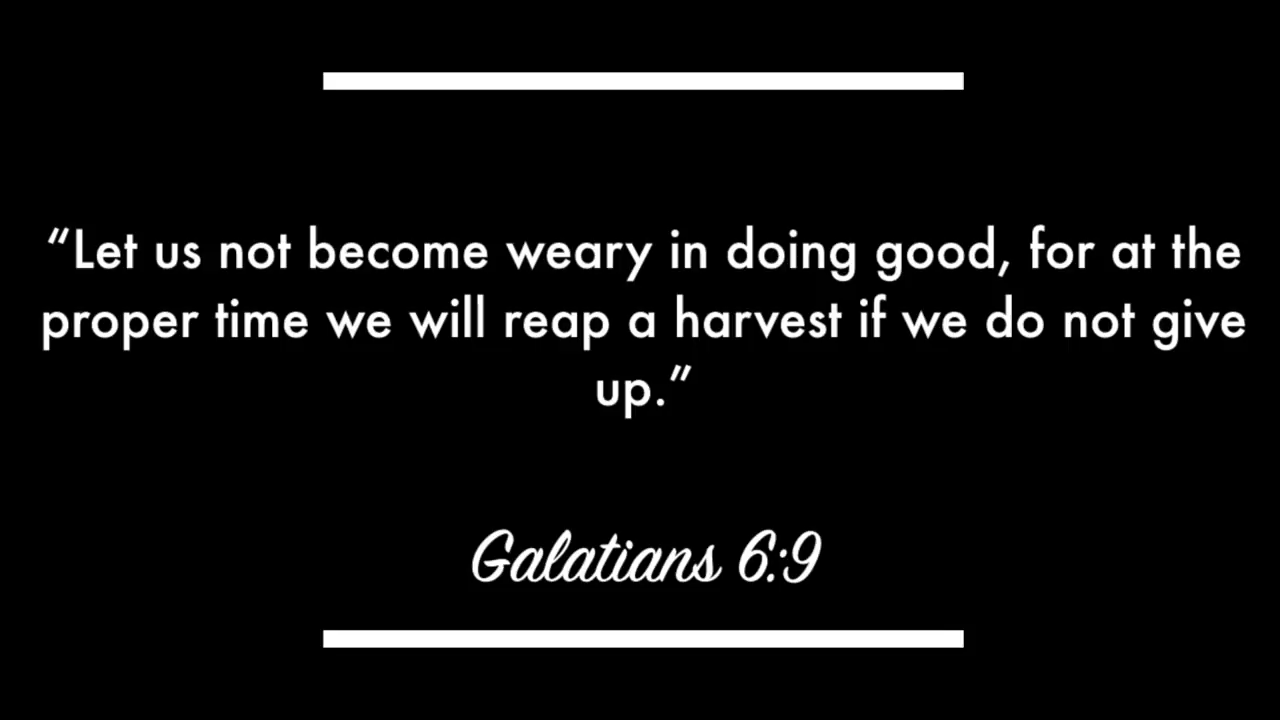 “Let us not become weary in doing good, for at the
proper time we will reap a harvest if we do not give
up.”
Galatians 6:9